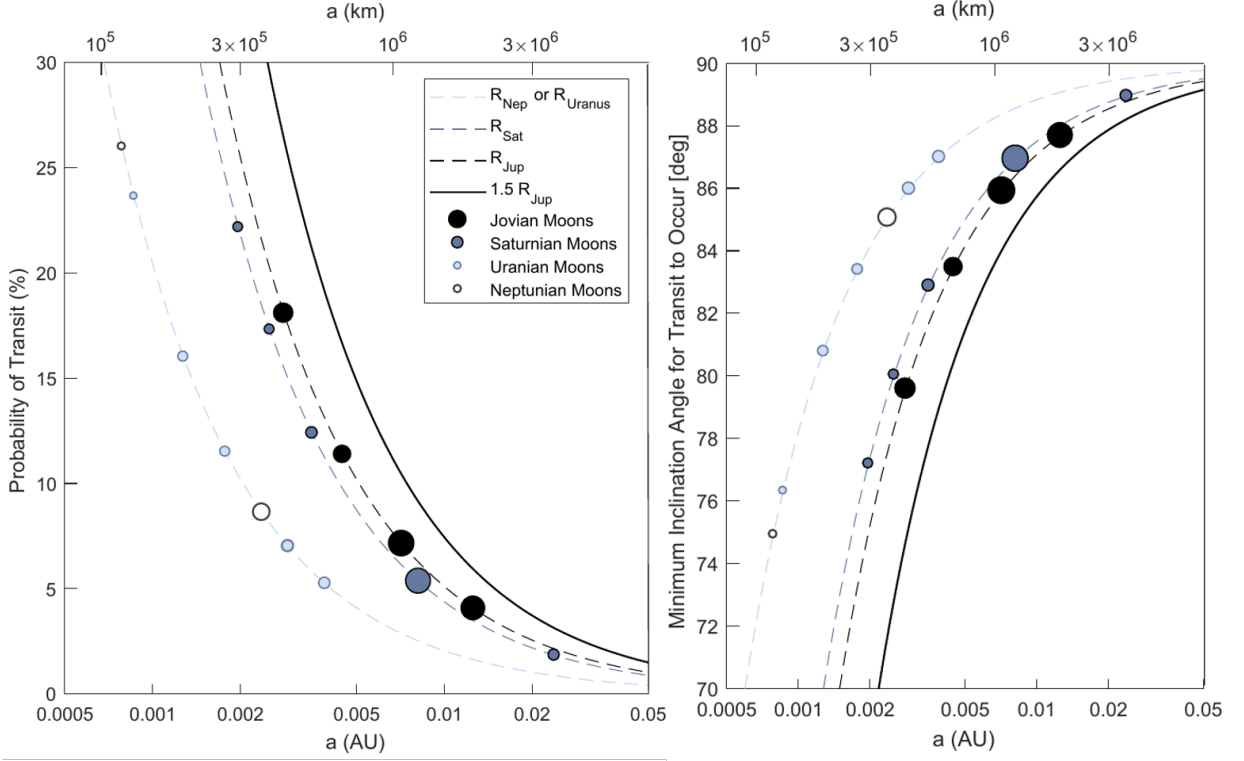 a (km)
10^5 3×10^5 10^6 3×10^6
30
25
20
15
10
5
0
Probability of Transit (%)
R_Nep or R_Uranus
R_Sat
R_Jup
1.5 R_Jup
Jovian Moons
Saturnian Moons
Uranian Moons
Neptunian Moons
0.0005 0.001 0.002 0.005 0.01 0.02 0.05
a (AU)
a (km)
10^5 3×10^5 10^6 3×10^6
90
88
86
84
82
80
78
76
74
72
70
Minimum Inclination Angle for Transit to Occur [deg]
0.0005 0.001 0.002 0.005 0.01 0.02 0.05
a (AU)